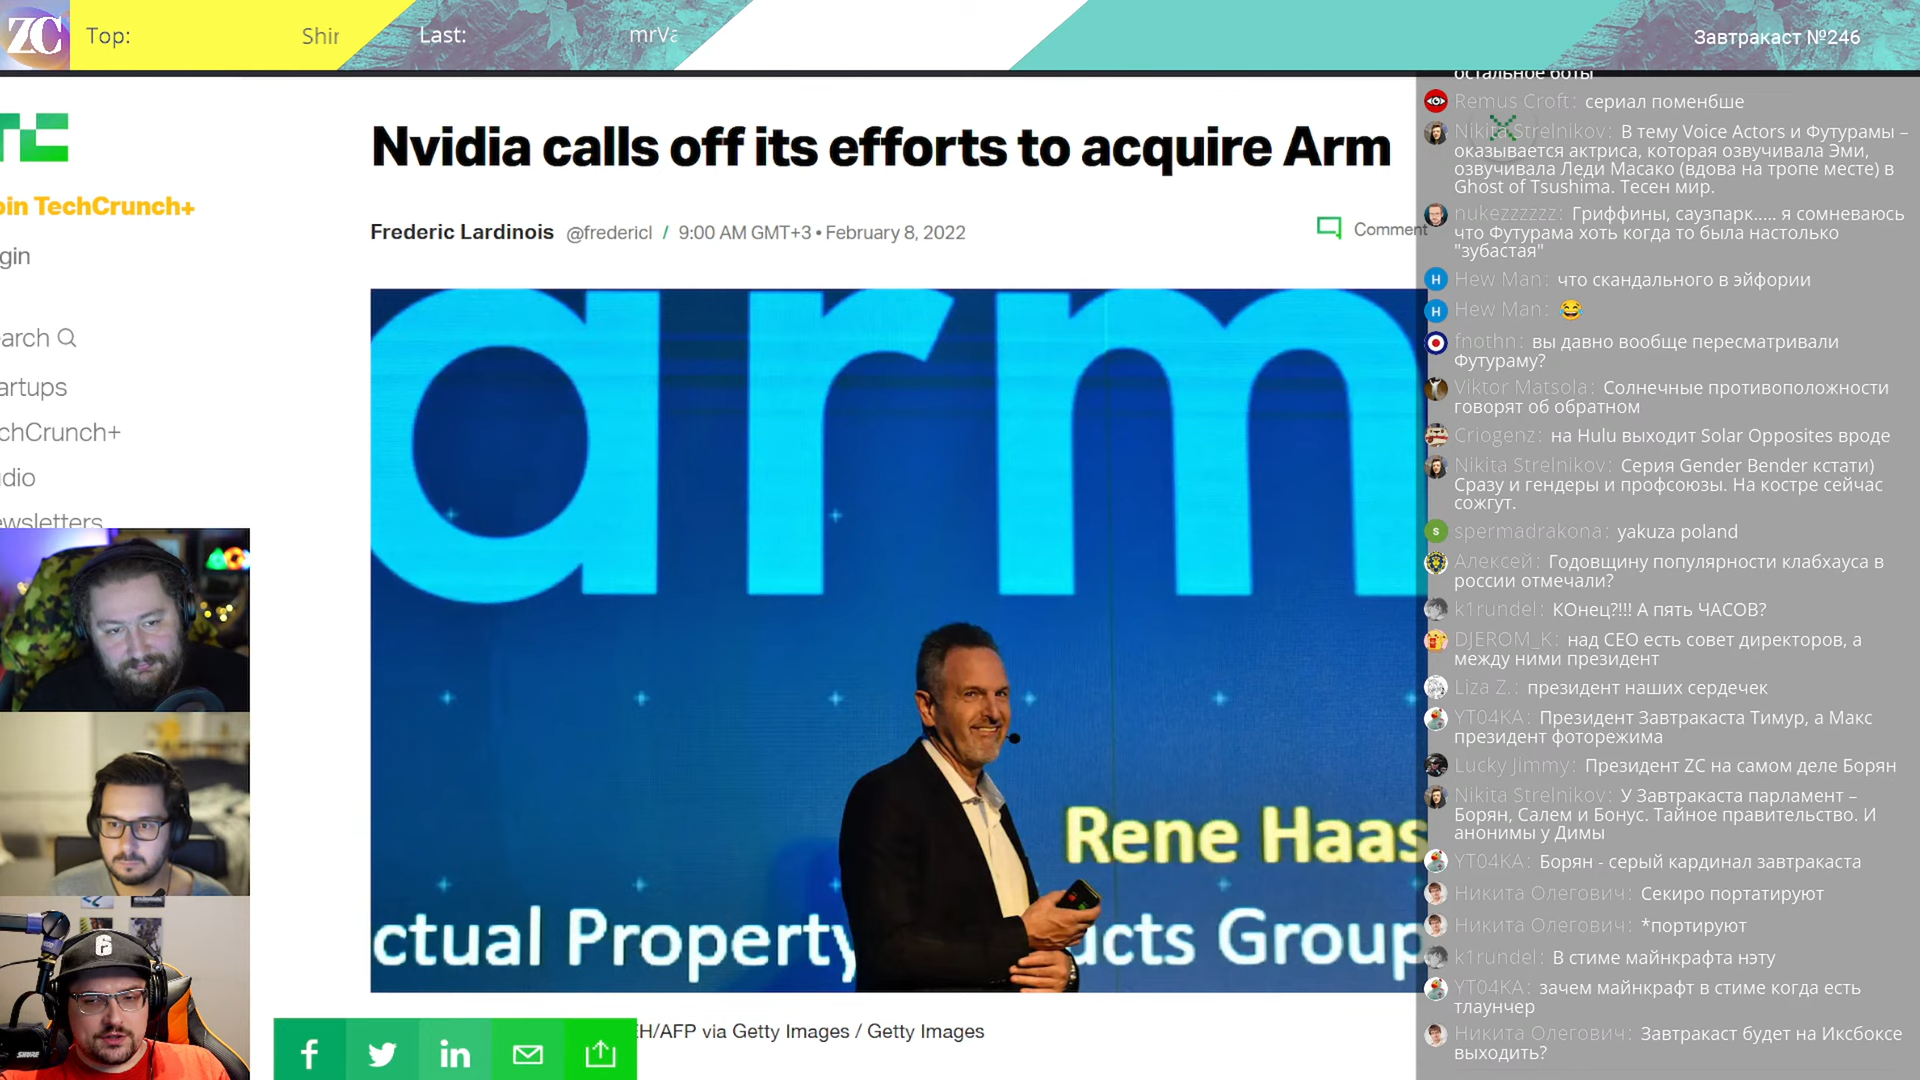 ZC
Top:
Shir
Last:
mrVa
Завтракаст №246
TC
oin TechCrunch+
gin
arch
artups
chCrunch+
dio
ewsletters
Nvidia calls off its efforts to acquire Arm
Frederic Lardinois @fredericl / 9:00 AM GMT+3 • February 8, 2022
Comment
arm
Rene Haas
ctual Property
ucts Group
EH/AFP via Getty Images / Getty Images
остальное боты
Remus Croft: сериал поменбше
Nikita Strelnikov: В тему Voice Actors и Футурамы –
оказывается актриса, которая озвучивала Эми,
озвучивала Леди Масако (вдова на тропе месте) в
Ghost of Tsushima. Тесен мир.
nukezzzzzz: Гриффины, саузпарк..... я сомневаюсь
что Футурама хоть когда то была настолько
"зубастая"
Hew Man: что скандального в эйфории
Hew Man: 😂
fnothn: вы давно вообще пересматривали
Футураму?
Viktor Matsola: Солнечные противоположности
говорят об обратном
Criogenz: на Hulu выходит Solar Opposites вроде
Nikita Strelnikov: Серия Gender Bender кстати)
Сразу и гендеры и профсоюзы. На костре сейчас
сожгут.
spermadrakona: yakuza poland
Алексей: Годовщину популярности клабхауса в
россии отмечали?
k1rundel: КОнец?!!! А пять ЧАСОВ?
DJEROM_K: над СЕО есть совет директоров, а
между ними президент
Liza Z.: президент наших сердечек
YT04KA: Президент Завтракаста Тимур, а Макс
президент фоторежима
Lucky Jimmy: Президент ZC на самом деле Борян
Nikita Strelnikov: У Завтракаста парламент –
Борян, Салем и Бонус. Тайное правительство. И
анонимы у Димы
YT04KA: Борян - серый кардинал завтракаста
Никита Олегович: Секиро портатируют
Никита Олегович: *портируют
k1rundel: В стиме майнкрафта нэту
YT04KA: зачем майнкрафт в стиме когда есть
тлаунчер
Никита Олегович: Завтракаст будет на Иксбоксе
выходить?